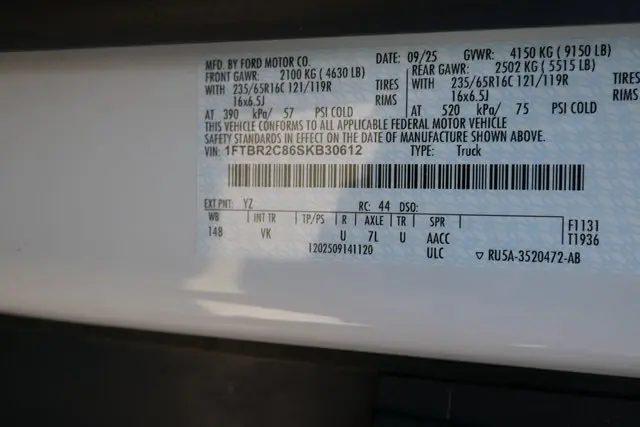 MFD. BY FORD MOTOR CO. DATE: 09/25 GVWR: 4150 KG (9150 LB)
FRONT GAWR: 2100 KG (4630 LB) REAR GAWR: 2502 KG (5515 LB)
WITH 235/65R16C 121/119R TIRES WITH 235/65R16C 121/119R TIRES
16x6.5J RIMS 16x6.5J RIMS
AT 390 kPa/ 57 PSI COLD AT 520 kPa/ 75 PSI COLD
THIS VEHICLE CONFORMS TO ALL APPLICABLE FEDERAL MOTOR VEHICLE
SAFETY STANDARDS IN EFFECT ON THE DATE OF MANUFACTURE SHOWN ABOVE.
VIN: 1FTBR2C86SKB30612 TYPE: Truck
EXT PNT: YZ RC: 44 DSO:
WB INT TR TP/PS R AXLE TR SPR F1131
148 VK U 7L U AACC T1936
1202509141120 ULC ▽ RU5A-3520472-AB